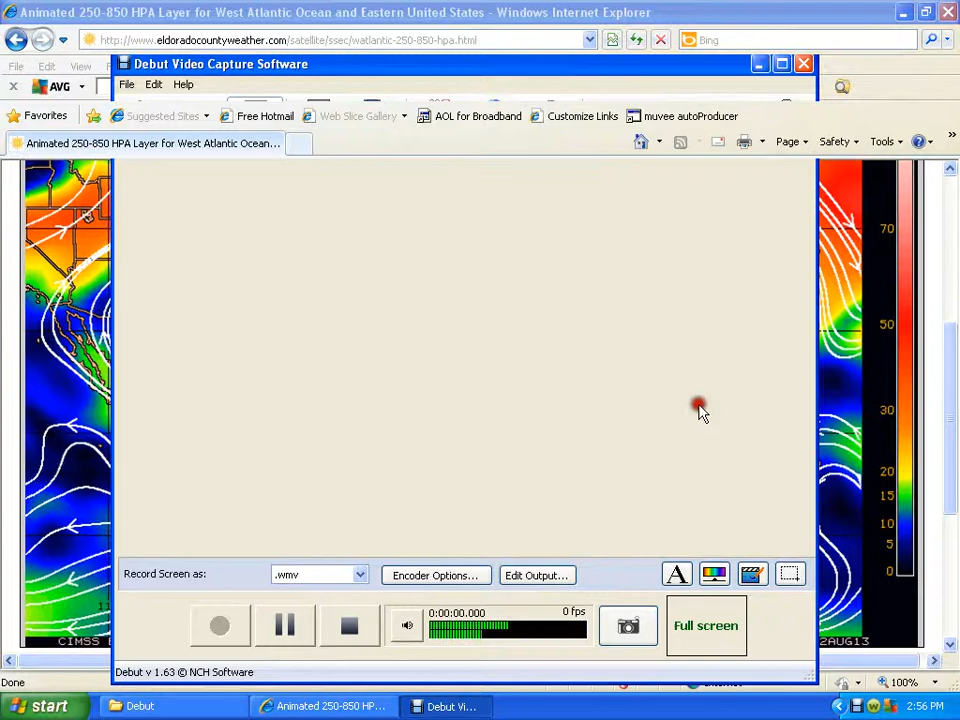 Animated 250-850 HPA Layer for West Atlantic Ocean and Eastern United States - Windows Internet Explorer
http://www.eldoradocountyweather.com/satellite/ssec/watlantic-250-850-hpa.html
Bing
File Edit View
Debut Video Capture Software
File Edit Help
AVG
Favorites Suggested Sites Free Hotmail Web Slice Gallery AOL for Broadband Customize Links muvee autoProducer
Animated 250-850 HPA Layer for West Atlantic Ocean...
Page Safety Tools
70
50
30
20
15
10
5
0
Record Screen as: .wmv Encoder Options... Edit Output...
A
0:00:00.000 0 fps
Full screen
CIMSS
AUG13
Debut v 1.63 © NCH Software
Done
100%
start Debut Animated 250-850 HP... Debut Vi... 2:56 PM